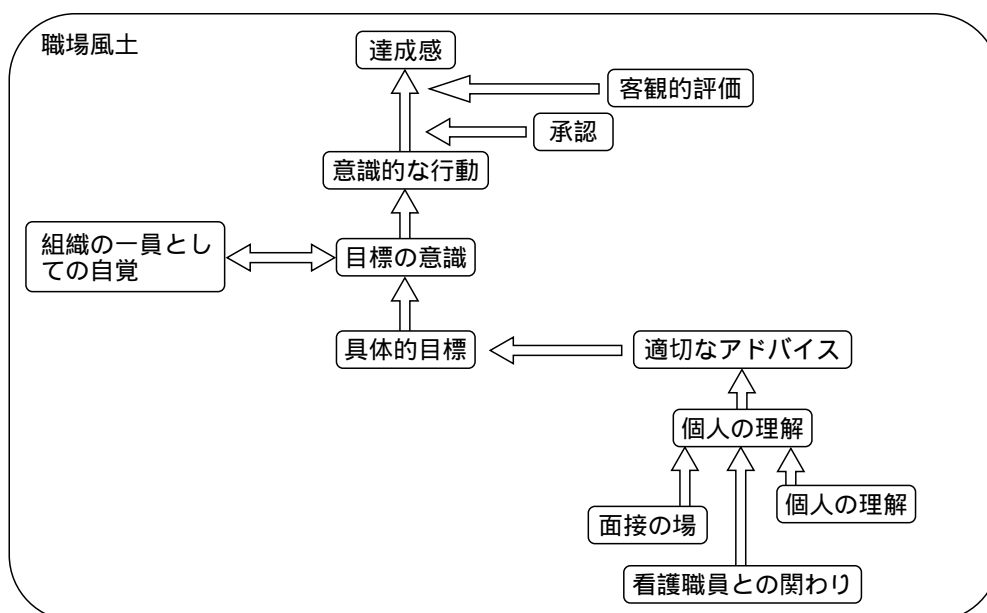 職場風土
達成感
客観的評価
承認
意識的な行動
組織の一員とし
ての自覚
目標の意識
具体的目標
適切なアドバイス
個人の理解
個人の理解
面接の場
看護職員との関わり